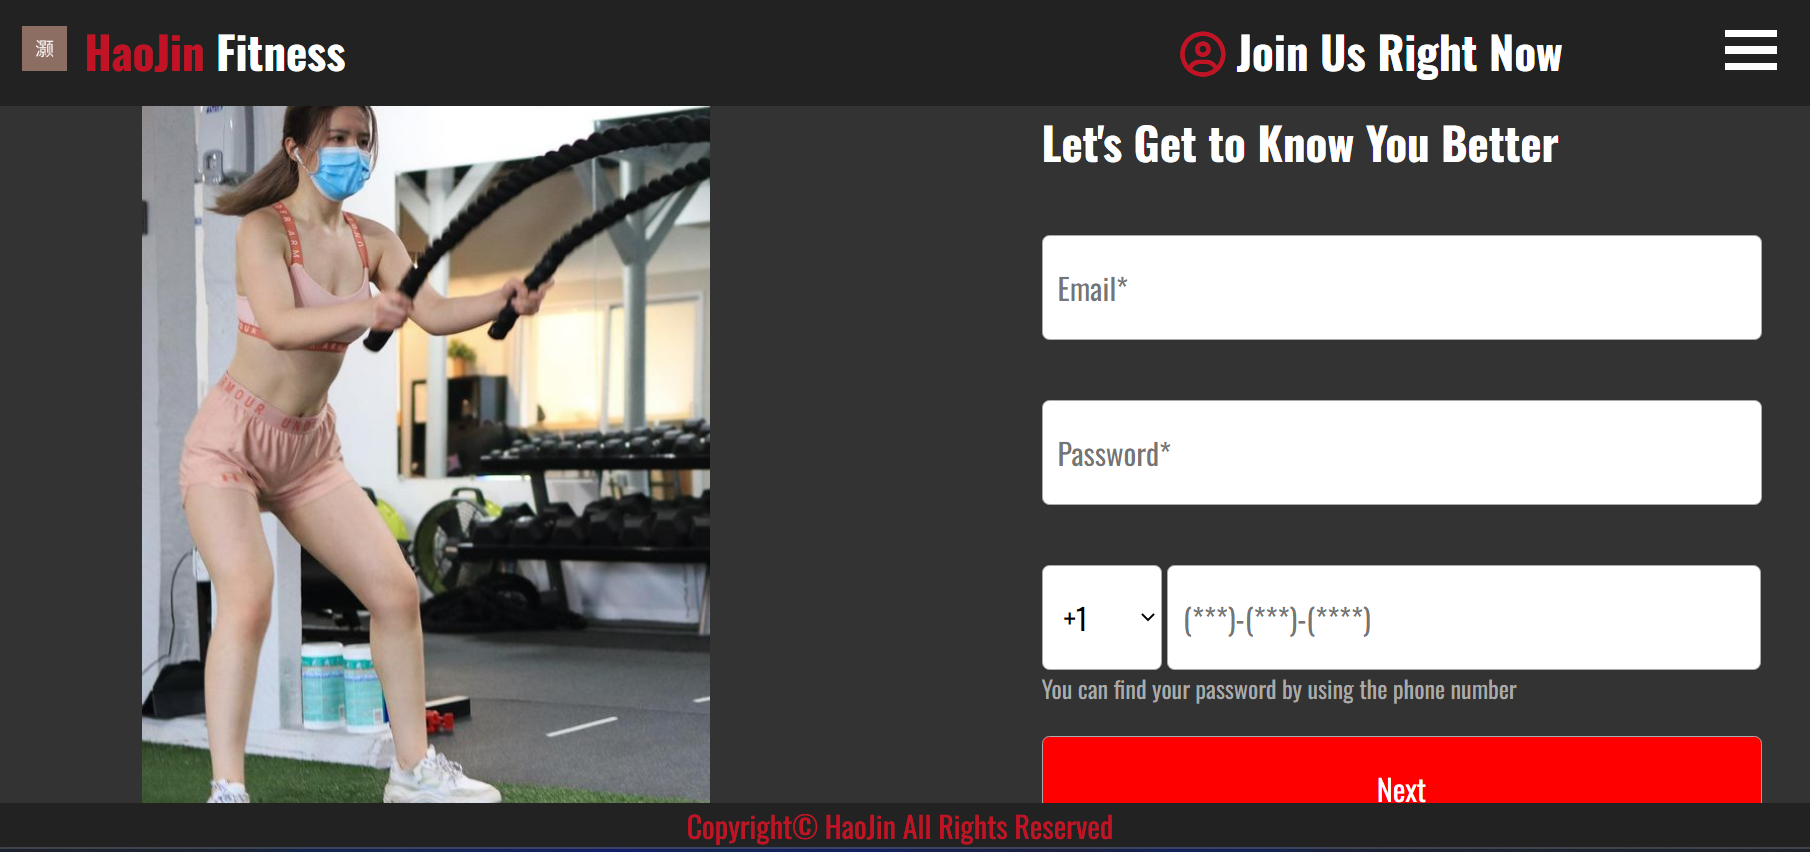 灏
HaoJin Fitness
Join Us Right Now
Let's Get to Know You Better
Email*
Password*
+1
(***)-(***)-(****)
You can find your password by using the phone number
Next
Copyright© HaoJin All Rights Reserved